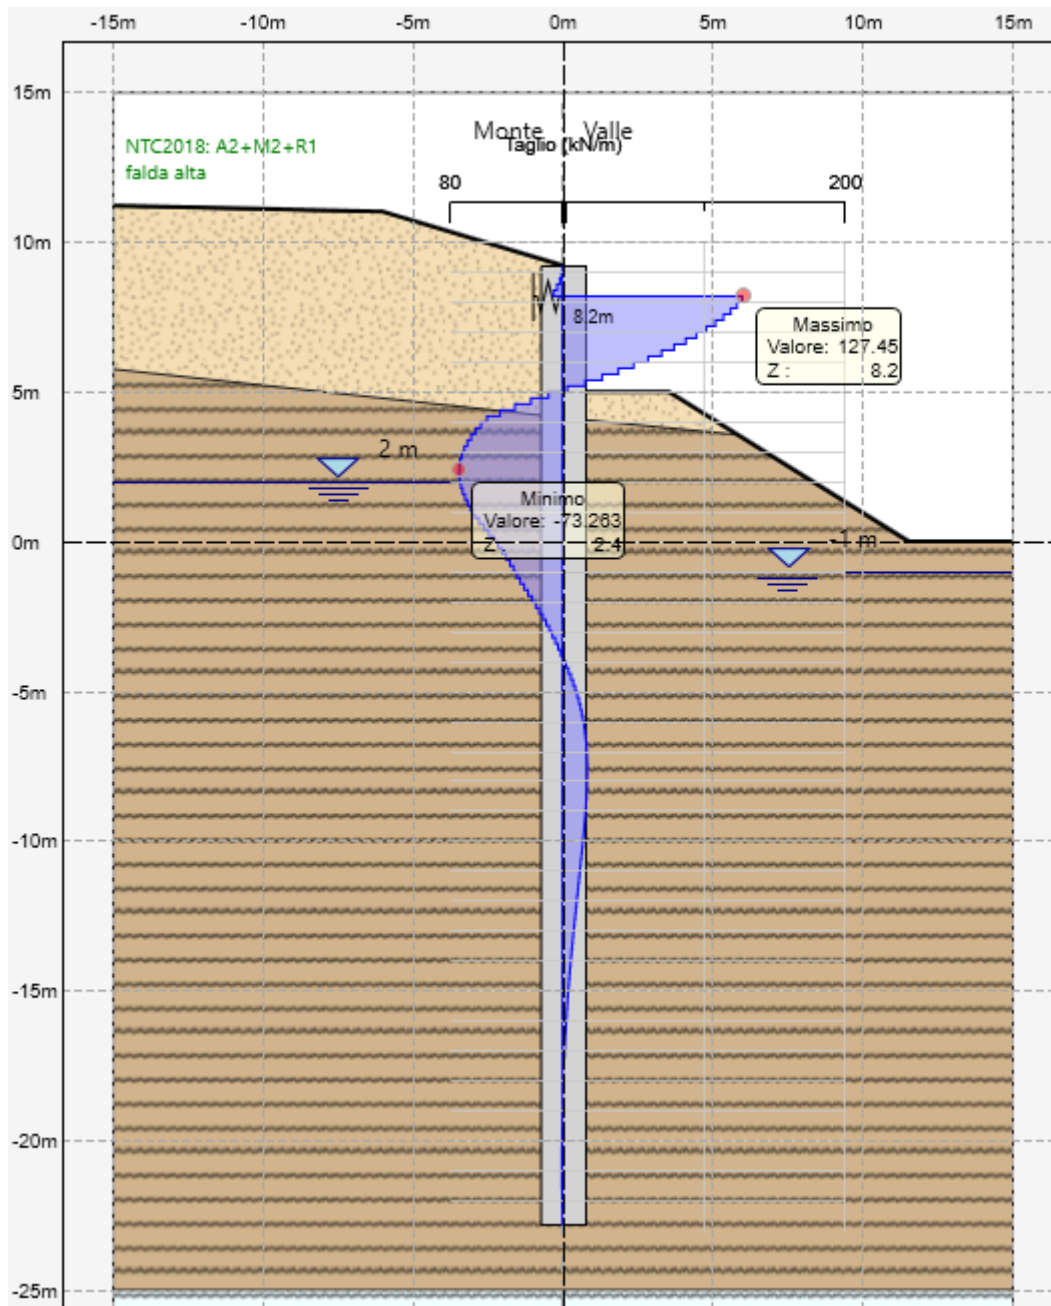 -15m -10m -5m 0m 5m 10m 15m
15m
Monte Valle
NTC2018: A2+M2+R1
Taglio (kN/m)
falda alta
80 200
10m
8.2m
Massimo
Valore: 127.45
Z : 8.2
5m
2 m
Minimo
Valore: -73.263
Z : 2.4
0m
-1 m
-5m
-10m
-15m
-20m
-25m